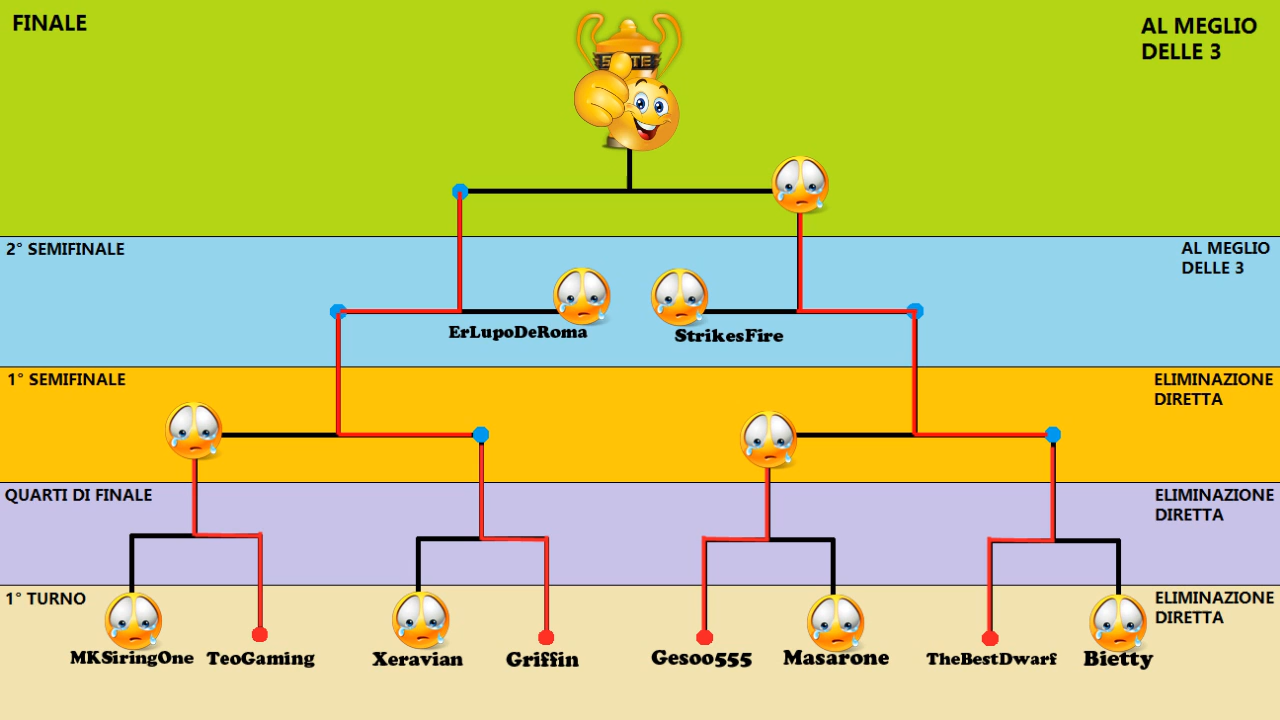 FINALE
AL MEGLIO
DELLE 3
2° SEMIFINALE
AL MEGLIO
DELLE 3
ErLupoDeRoma
StrikesFire
1° SEMIFINALE
ELIMINAZIONE
DIRETTA
QUARTI DI FINALE
ELIMINAZIONE
DIRETTA
1° TURNO
ELIMINAZIONE
DIRETTA
MKSiringOne TeoGaming Xeravian Griffin Gesoo555 Masarone TheBestDwarf Bietty